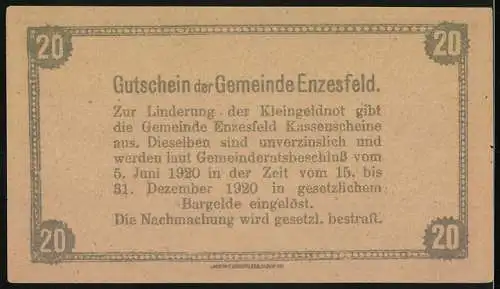 20 20
Gutschein der Gemeinde Enzesfeld.
Zur Linderung der Kleingeldnot gibt
die Gemeinde Enzesfeld Kassenscheine
aus. Dieselben sind unverzinslich und
werden laut Gemeinderatsbeschluß vom
5. Juni 1920 in der Zeit vom 15. bis
31. Dezember 1920 in gesetzlichem
Bargelde eingelöst.
Die Nachmachung wird gesetzl. bestraft.
20 20